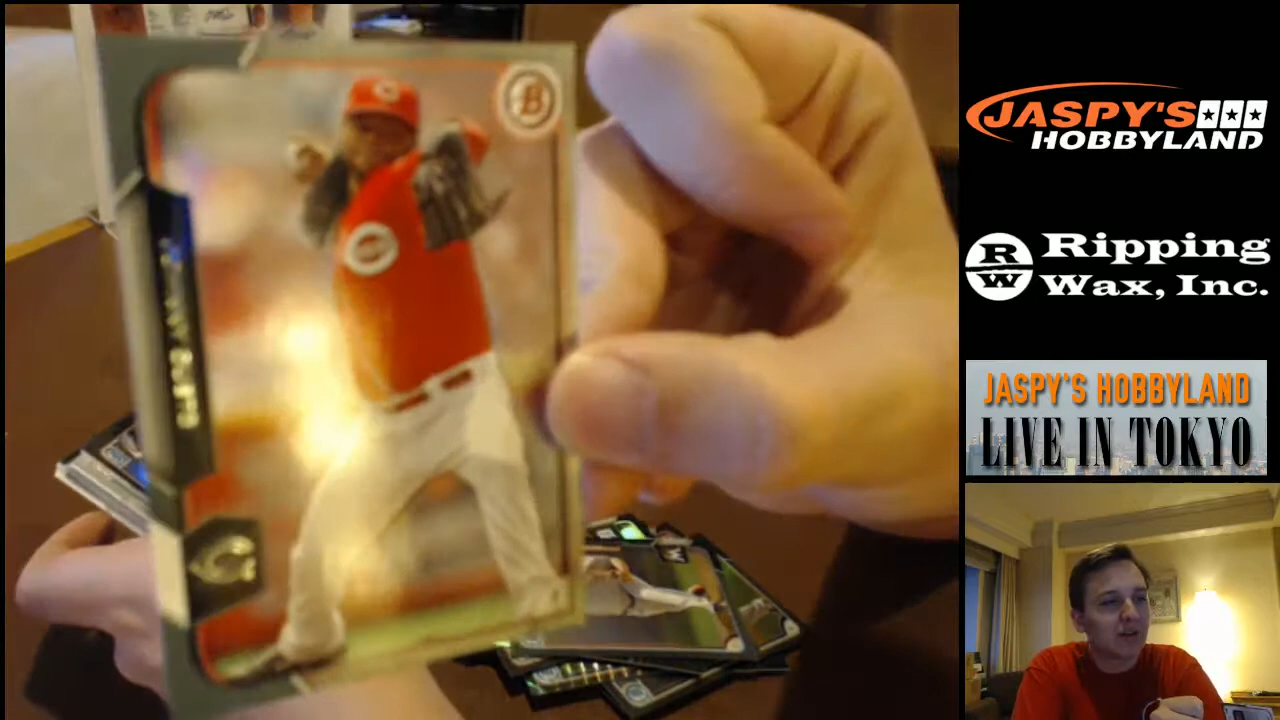 B
JASPY'S
HOBBYLAND
R
W
Ripping
Wax, Inc.
JASPY'S HOBBYLAND
LIVE IN TOKYO